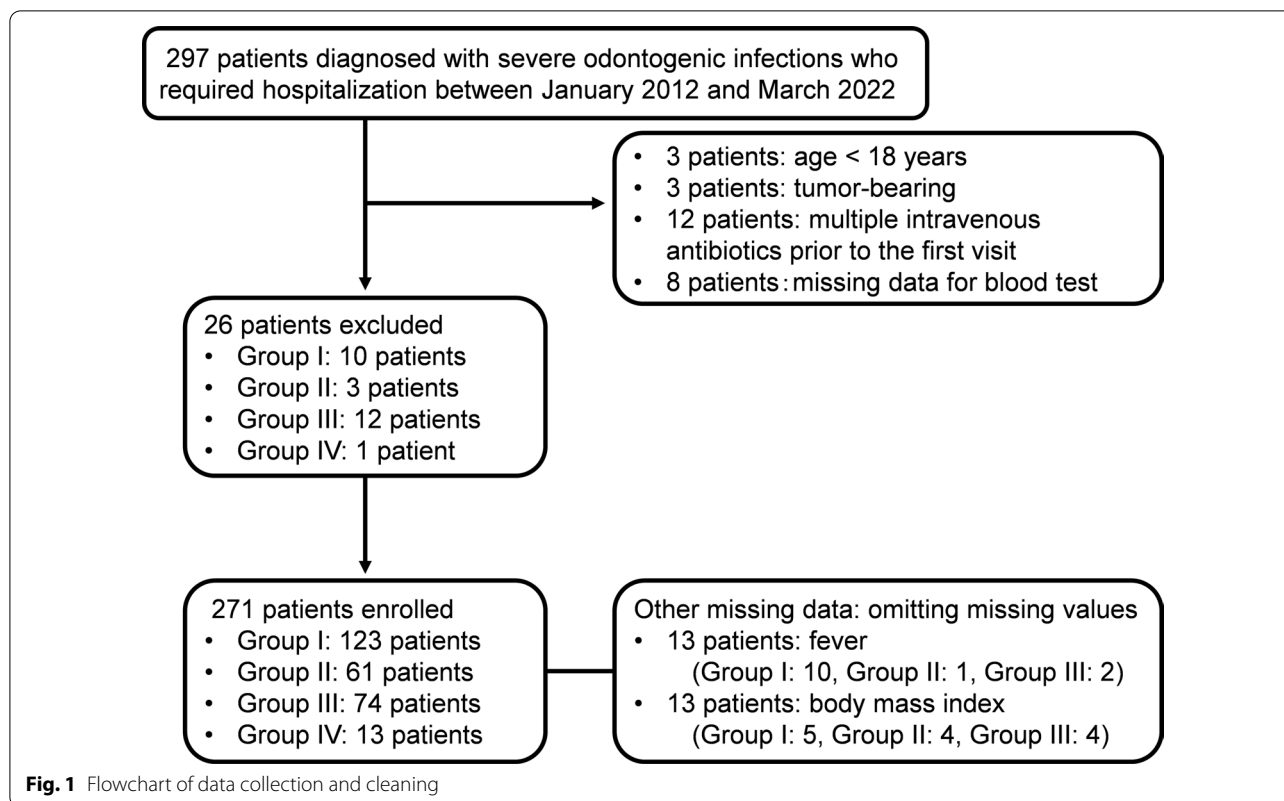 297 patients diagnosed with severe odontogenic infections who
required hospitalization between January 2012 and March 2022
• 3 patients: age < 18 years
• 3 patients: tumor-bearing
• 12 patients: multiple intravenous
antibiotics prior to the first visit
• 8 patients：missing data for blood test
26 patients excluded
• Group I: 10 patients
• Group II: 3 patients
• Group III: 12 patients
• Group IV: 1 patient
271 patients enrolled
• Group I: 123 patients
• Group II: 61 patients
• Group III: 74 patients
• Group IV: 13 patients
Other missing data: omitting missing values
• 13 patients: fever
(Group I: 10, Group II: 1, Group III: 2)
• 13 patients: body mass index
(Group I: 5, Group II: 4, Group III: 4)
Fig. 1 Flowchart of data collection and cleaning